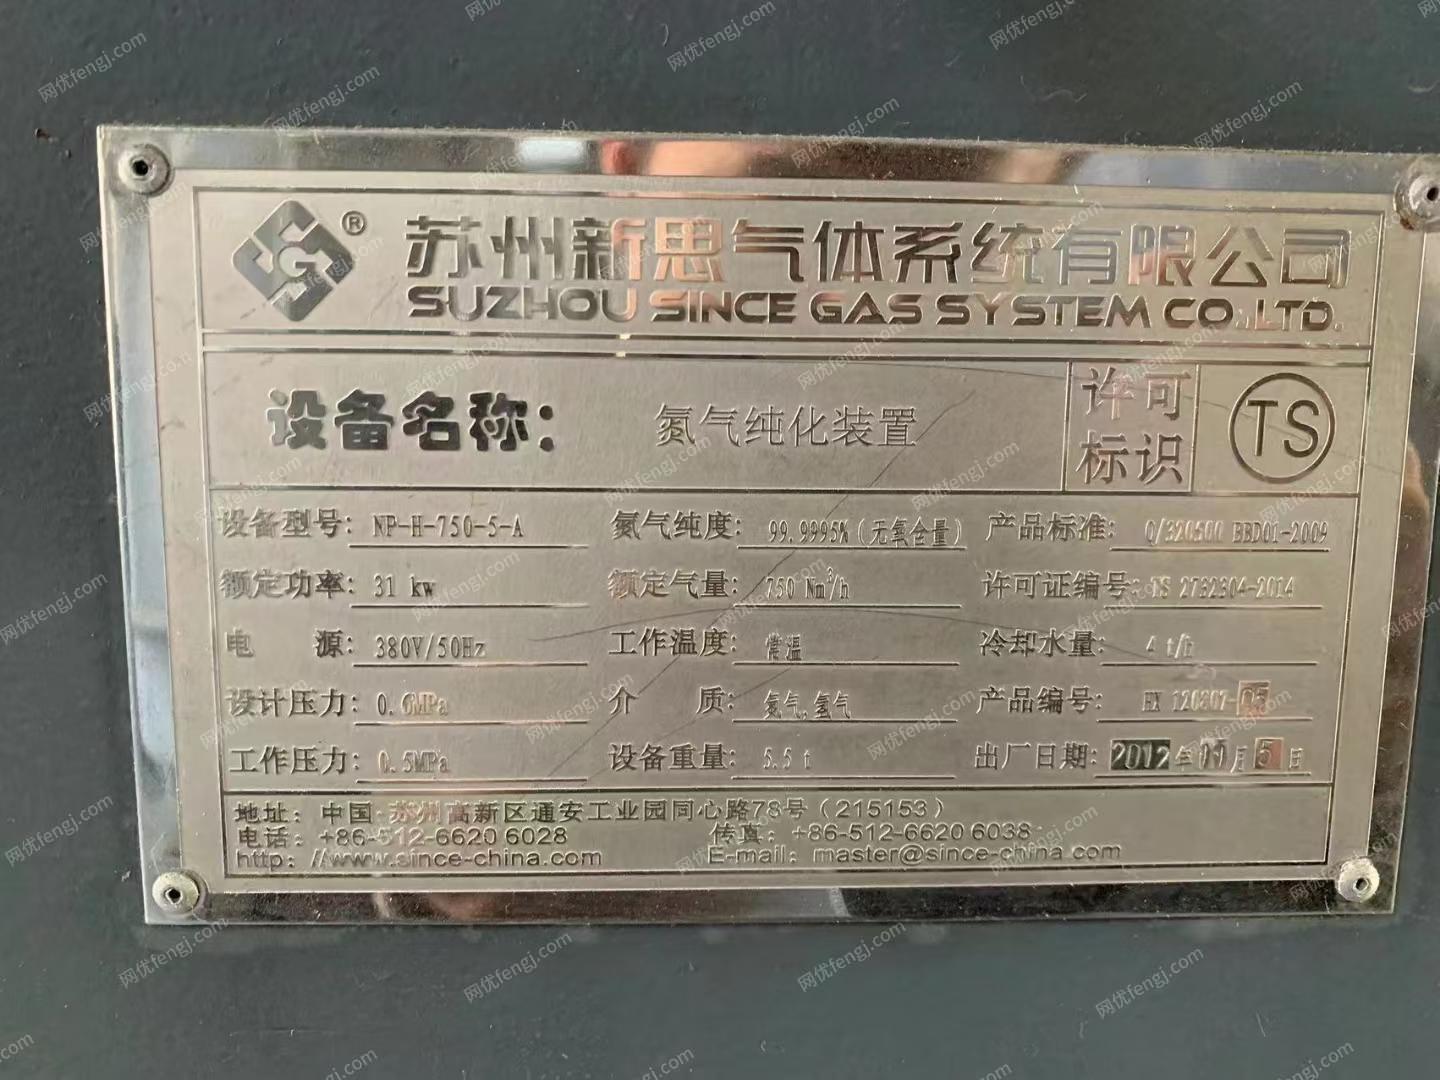 苏州新思气体系统有限公司
SUZHOU SINCE GAS SYSTEM CO.,LTD.
设备名称: 氮气纯化装置 许可标识 TS
设备型号: NP-H-750-5-A 氮气纯度: 99.9995% (无氧含量) 产品标准: Q/320500 BBD01-2009
额定功率: 31 kw 额定气量: 750 Nm³/h 许可证编号: TS 2732304-2014
电 源: 380V/50Hz 工作温度: 常温 冷却水量: 4 t/h
设计压力: 0.6MPa 介 质: 氮气,氢气 产品编号: HX 120807-05
工作压力: 0.5MPa 设备重量: 5.5 t 出厂日期: 2012年 月5日
地址: 中国·苏州高新区通安工业园同心路78号(215153)
电话: +86-512-6620 6028 传真: +86-512-6620 6038
http: //www.since-china.com E-mail: master@since-china.com
网优fengj.com